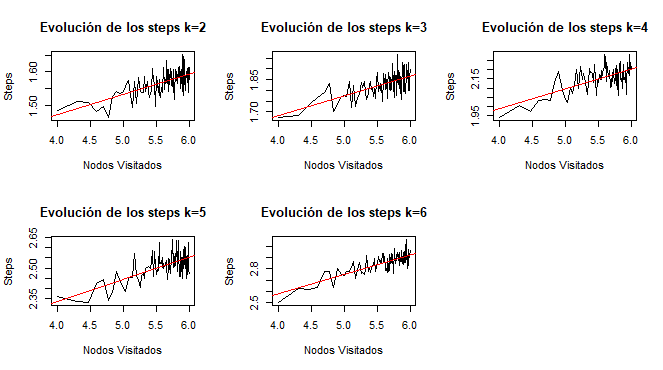 Evolución de los steps k=2
Steps
1.50 1.60
4.0 4.5 5.0 5.5 6.0
Nodos Visitados
Evolución de los steps k=3
Steps
1.70 1.85
4.0 4.5 5.0 5.5 6.0
Nodos Visitados
Evolución de los steps k=4
Steps
1.95 2.15
4.0 4.5 5.0 5.5 6.0
Nodos Visitados
Evolución de los steps k=5
Steps
2.35 2.50 2.65
4.0 4.5 5.0 5.5 6.0
Nodos Visitados
Evolución de los steps k=6
Steps
2.5 2.8
4.0 4.5 5.0 5.5 6.0
Nodos Visitados